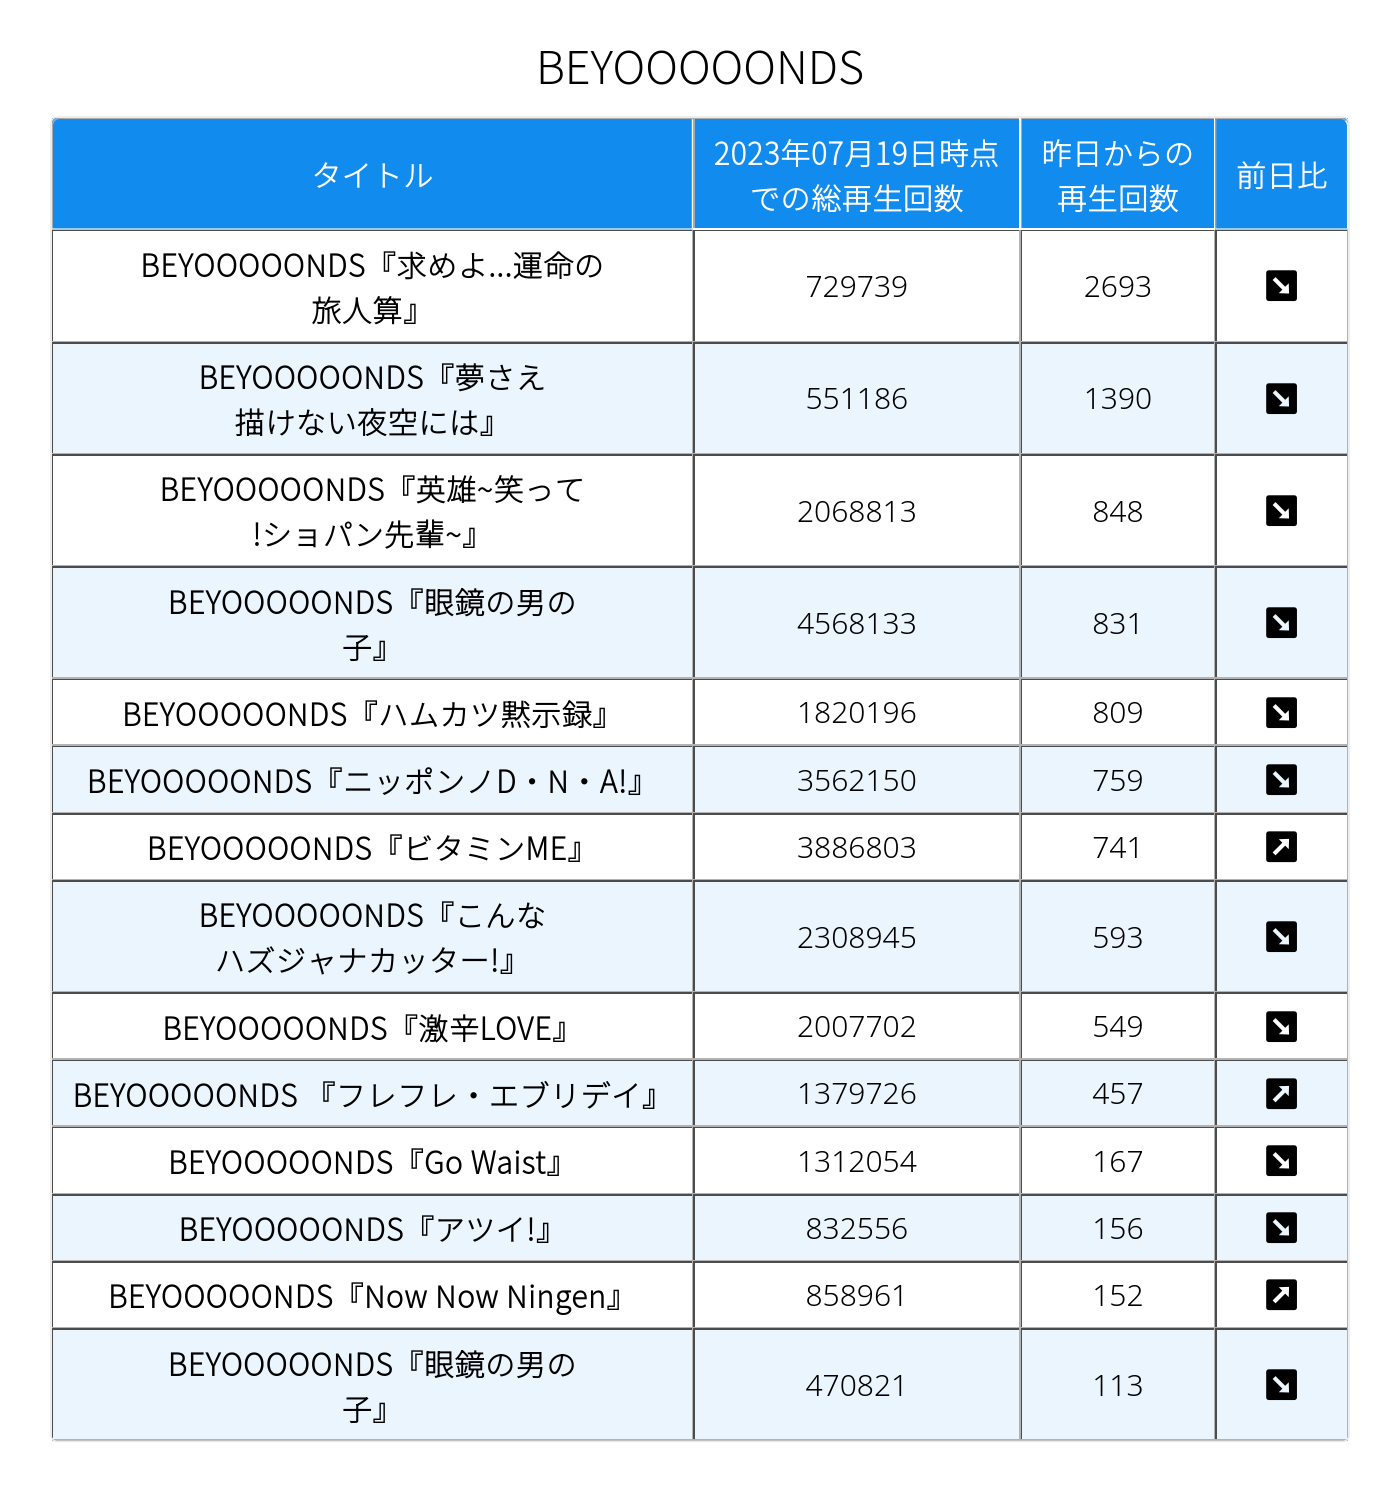 BEYOOOOONDS
タイトル
2023年07月19日時点
での総再生回数
昨日からの
再生回数
前日比
BEYOOOOONDS『求めよ...運命の
旅人算』
729739
2693
BEYOOOOONDS『夢さえ
描けない夜空には』
551186
1390
BEYOOOOONDS『英雄~笑って
!ショパン先輩~』
2068813
848
BEYOOOOONDS『眼鏡の男の
子』
4568133
831
BEYOOOOONDS『ハムカツ黙示録』
1820196
809
BEYOOOOONDS『ニッポンノD・N・A!』
3562150
759
BEYOOOOONDS『ビタミンME』
3886803
741
BEYOOOOONDS『こんな
ハズジャナカッター!』
2308945
593
BEYOOOOONDS『激辛LOVE』
2007702
549
BEYOOOOONDS 『フレフレ・エブリデイ』
1379726
457
BEYOOOOONDS『Go Waist』
1312054
167
BEYOOOOONDS『アツイ!』
832556
156
BEYOOOOONDS『Now Now Ningen』
858961
152
BEYOOOOONDS『眼鏡の男の
子』
470821
113